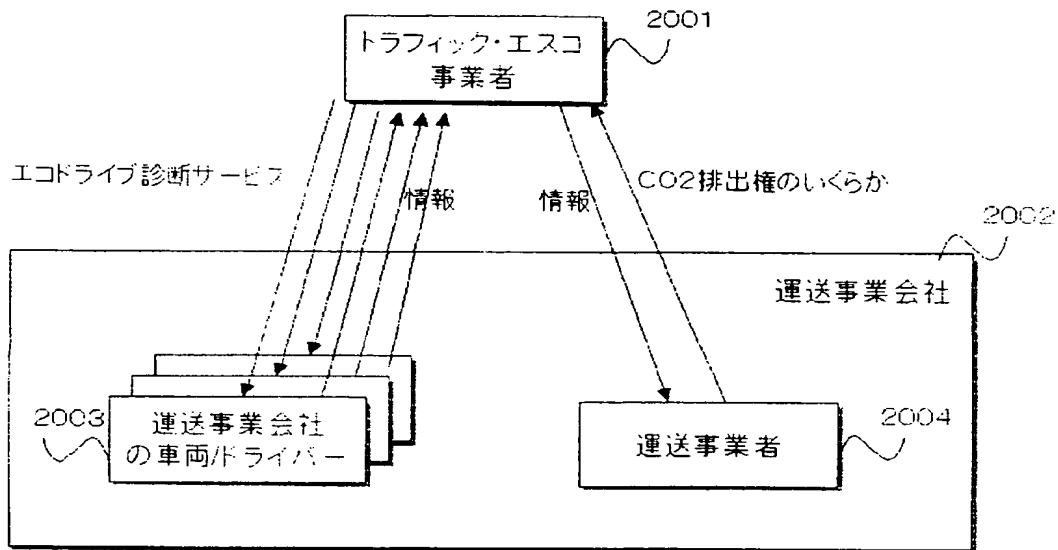 2001
トラフィック・エスコ
事業者
エコドライブ診断サービス
情報
情報
CO2排出権のいくらか
2002
運送事業会社
2003
運送事業会社
の車両/ドライバー
運送事業者
2004